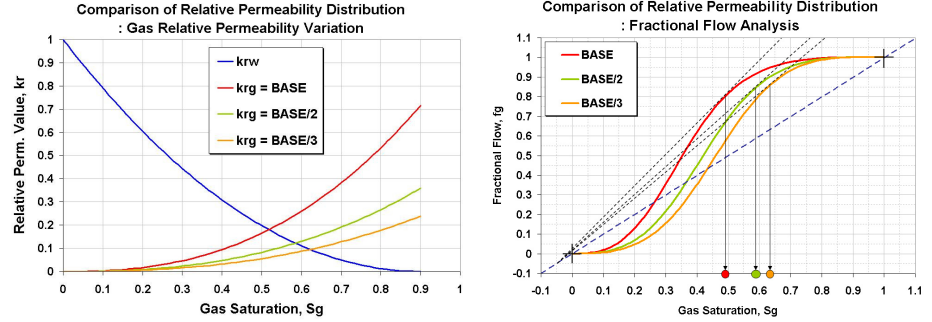 Comparison of Relative Permeability Distribution
: Gas Relative Permeability Variation
1
0.9
0.8
0.7
0.6
0.5
0.4
0.3
0.2
0.1
0
Relative Perm. Value, kr
krw
krg = BASE
krg = BASE/2
krg = BASE/3
0 0.1 0.2 0.3 0.4 0.5 0.6 0.7 0.8 0.9 1
Gas Saturation, Sg
Comparison of Relative Permeability Distribution
: Fractional Flow Analysis
1.1
1
0.9
0.8
0.7
0.6
0.5
0.4
0.3
0.2
0.1
0
-0.1
Fractional Flow, fg
BASE
BASE/2
BASE/3
-0.1 0 0.1 0.2 0.3 0.4 0.5 0.6 0.7 0.8 0.9 1 1.1
Gas Saturation, Sg